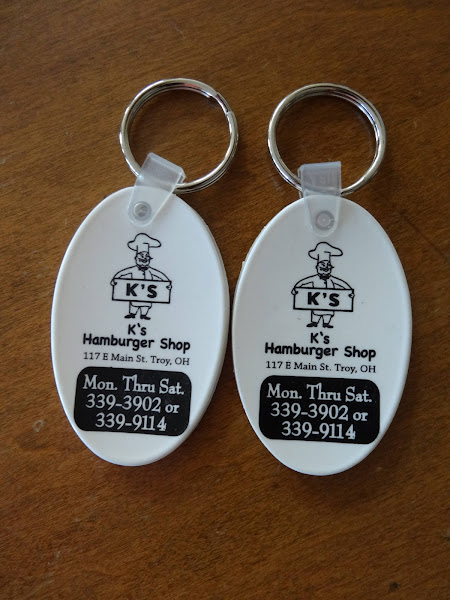 K'S
K's
Hamburger Shop
117 E Main St. Troy, OH
Mon. Thru Sat.
339-3902 or
339-9114
K'S
K's
Hamburger Shop
117 E Main St. Troy, OH
Mon. Thru Sat.
339-3902 or
339-9114